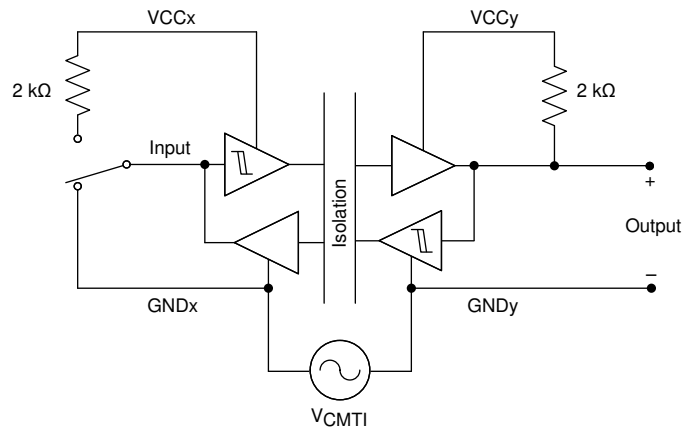 VCCx
VCCy
2 kΩ
2 kΩ
Input
Isolation
+
Output
–
GNDx
GNDy
VCMTI